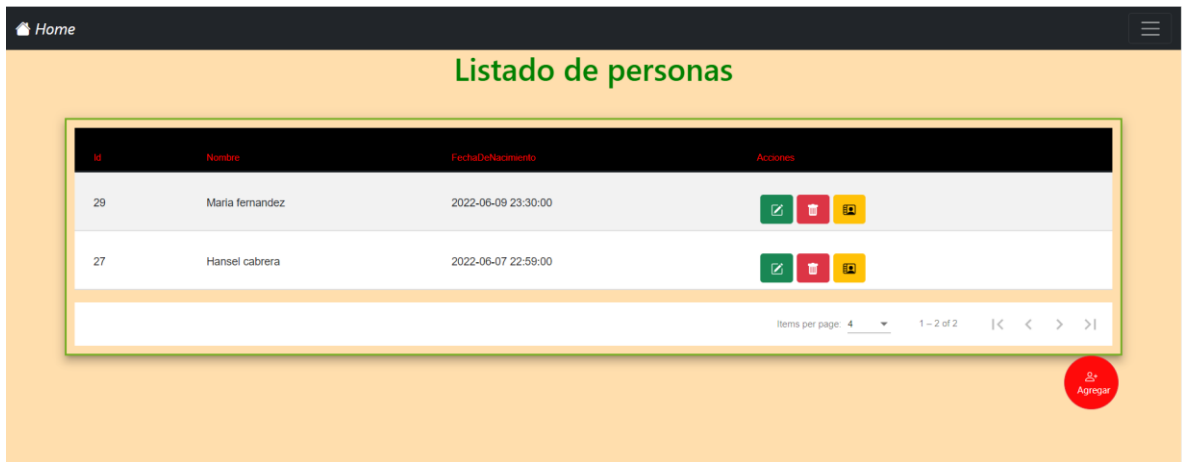 Home
Listado de personas
Id Nombre FechaDeNacimiento Acciones
29 Maria fernandez 2022-06-09 23:30:00
27 Hansel cabrera 2022-06-07 22:59:00
Items per page: 4 1 – 2 of 2
Agregar